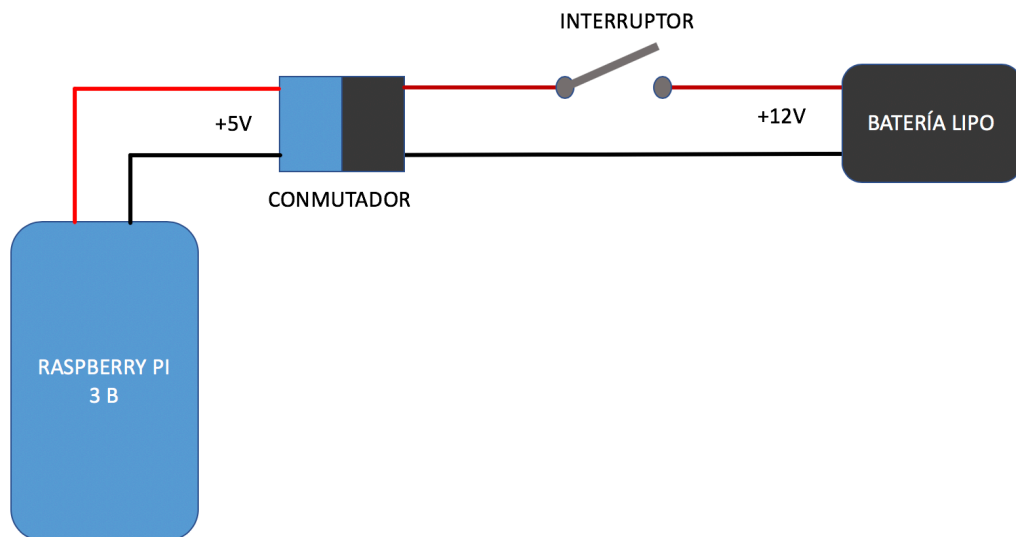 INTERRUPTOR
+5V
+12V
BATERÍA LIPO
CONMUTADOR
RASPBERRY PI
3 B